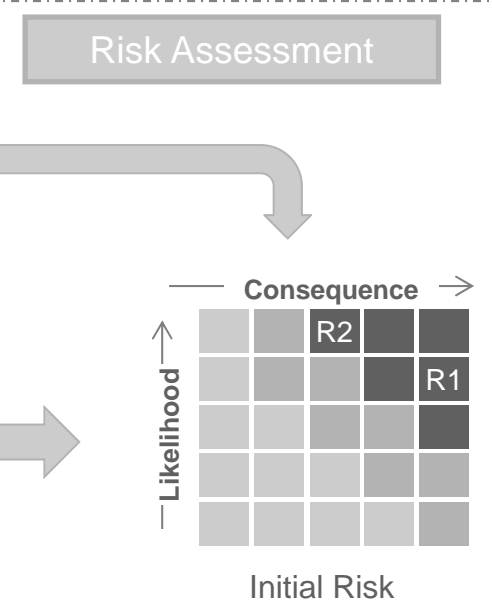 Risk Assessment
Consequence
R2
R1
Likelihood
Initial Risk